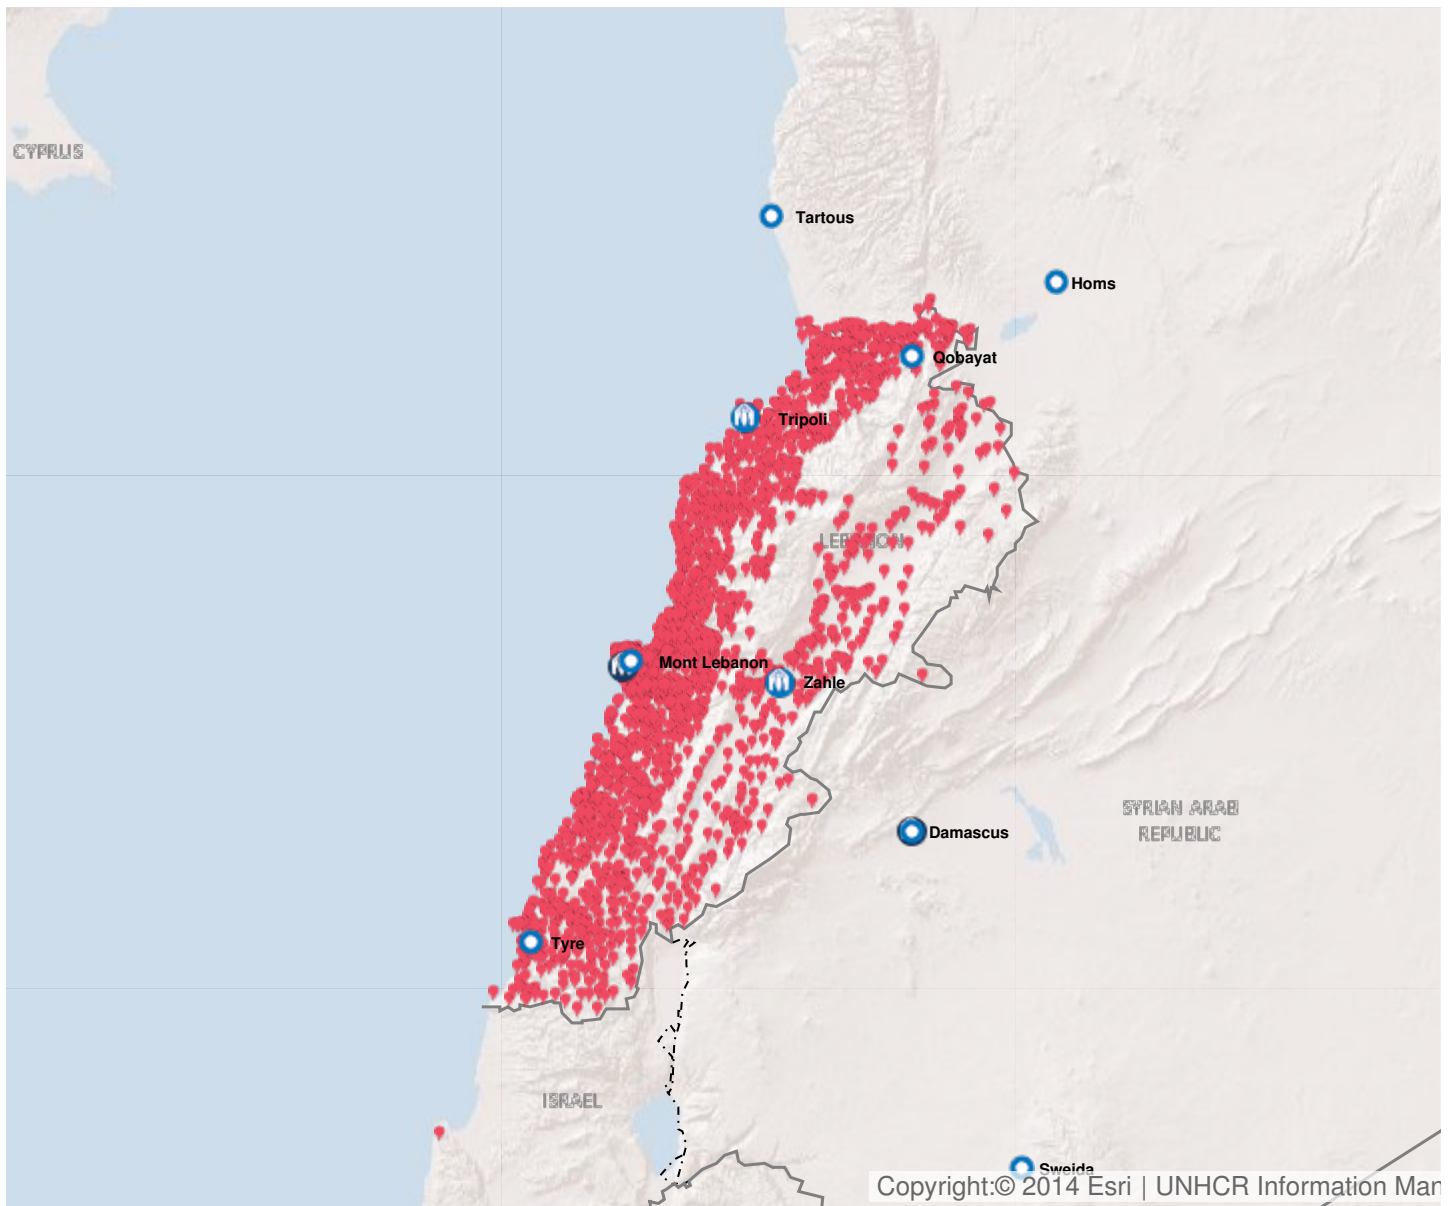 CYPRUS
Tartous
Homs
Qobayat
Tripoli
LEBANON
Mont Lebanon
Zahle
SYRIAN ARAB
REPUBLIC
Damascus
Tyre
ISRAEL
Sweida
Copyright:© 2014 Esri | UNHCR Information Man